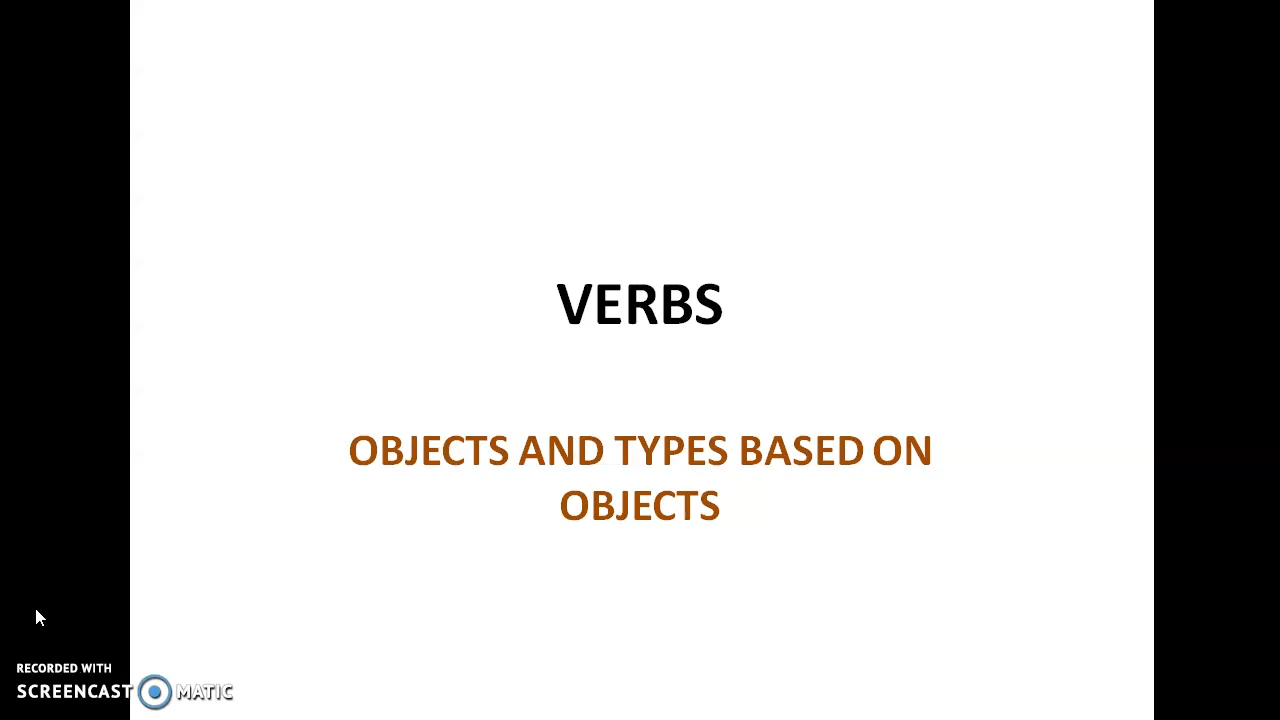 VERBS
OBJECTS AND TYPES BASED ON
OBJECTS
RECORDED WITH
SCREENCAST MATIC